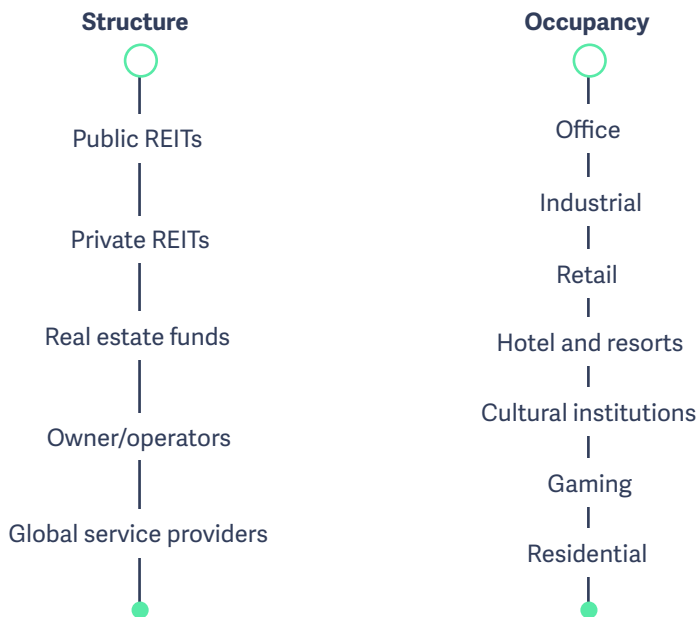 Structure
Public REITs
Private REITs
Real estate funds
Owner/operators
Global service providers
Occupancy
Office
Industrial
Retail
Hotel and resorts
Cultural institutions
Gaming
Residential